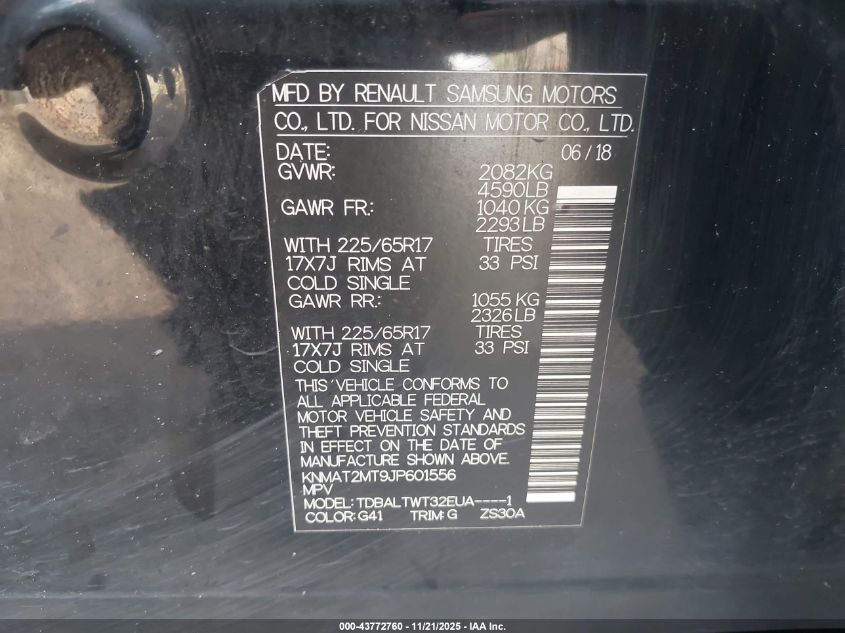 MFD BY RENAULT SAMSUNG MOTORS
CO., LTD. FOR NISSAN MOTOR CO., LTD.
DATE: 06/18
GVWR: 2082KG
4590LB
GAWR FR.: 1040KG
2293LB
WITH 225/65R17 TIRES
17X7J RIMS AT 33 PSI
COLD SINGLE
GAWR RR.: 1055KG
2326LB
WITH 225/65R17 TIRES
17X7J RIMS AT 33 PSI
COLD SINGLE
THIS VEHICLE CONFORMS TO
ALL APPLICABLE FEDERAL
MOTOR VEHICLE SAFETY AND
THEFT PREVENTION STANDARDS
IN EFFECT ON THE DATE OF
MANUFACTURE SHOWN ABOVE.
KNMAT2MT9JP601556
MPV
MODEL: TDBALTWT32EUA----1
COLOR: G41 TRIM: G ZS30A
000-43772760 - 11/21/2025 - IAA Inc.